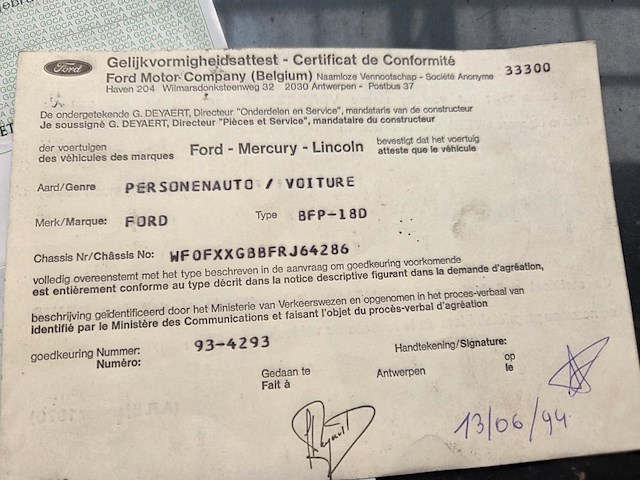 Ford
Gelijkvormigheidsattest - Certificat de Conformité
Ford Motor Company (Belgium) Naamloze Vennootschap - Société Anonyme 33300
Haven 204 Wilmarsdonksteenweg 32 2030 Antwerpen - Postbus 37
De ondergetekende G. DEYAERT, Directeur "Onderdelen en Service", mandataris van de constructeur
Je soussigné G. DEYAERT, Directeur "Pièces et Service", mandataire du constructeur
der voertuigen
des véhicules des marques
Ford - Mercury - Lincoln
bevestigt dat het voertuig
atteste que le véhicule
Aard/Genre PERSONENAUTO / VOITURE
Merk/Marque: FORD Type BFP-18D
Chassis Nr/Châssis No: WF0FXXGBBFRJ64286
volledig overeenstemt met het type beschreven in de aanvraag om goedkeuring voorkomende
est entièrement conforme au type décrit dans la notice descriptive figurant dans la demande d'agréation,
beschrijving geïdentificeerd door het Ministerie van Verkeerswezen en opgenomen in het proces-verbaal van
identifié par le Ministère des Communications et faisant l'objet du procès-verbal d'agréation
goedkeuring Nummer: 93-4293
Numéro:
Handtekening/Signature:
Gedaan te
Fait à
Antwerpen
op
le
13/06/94